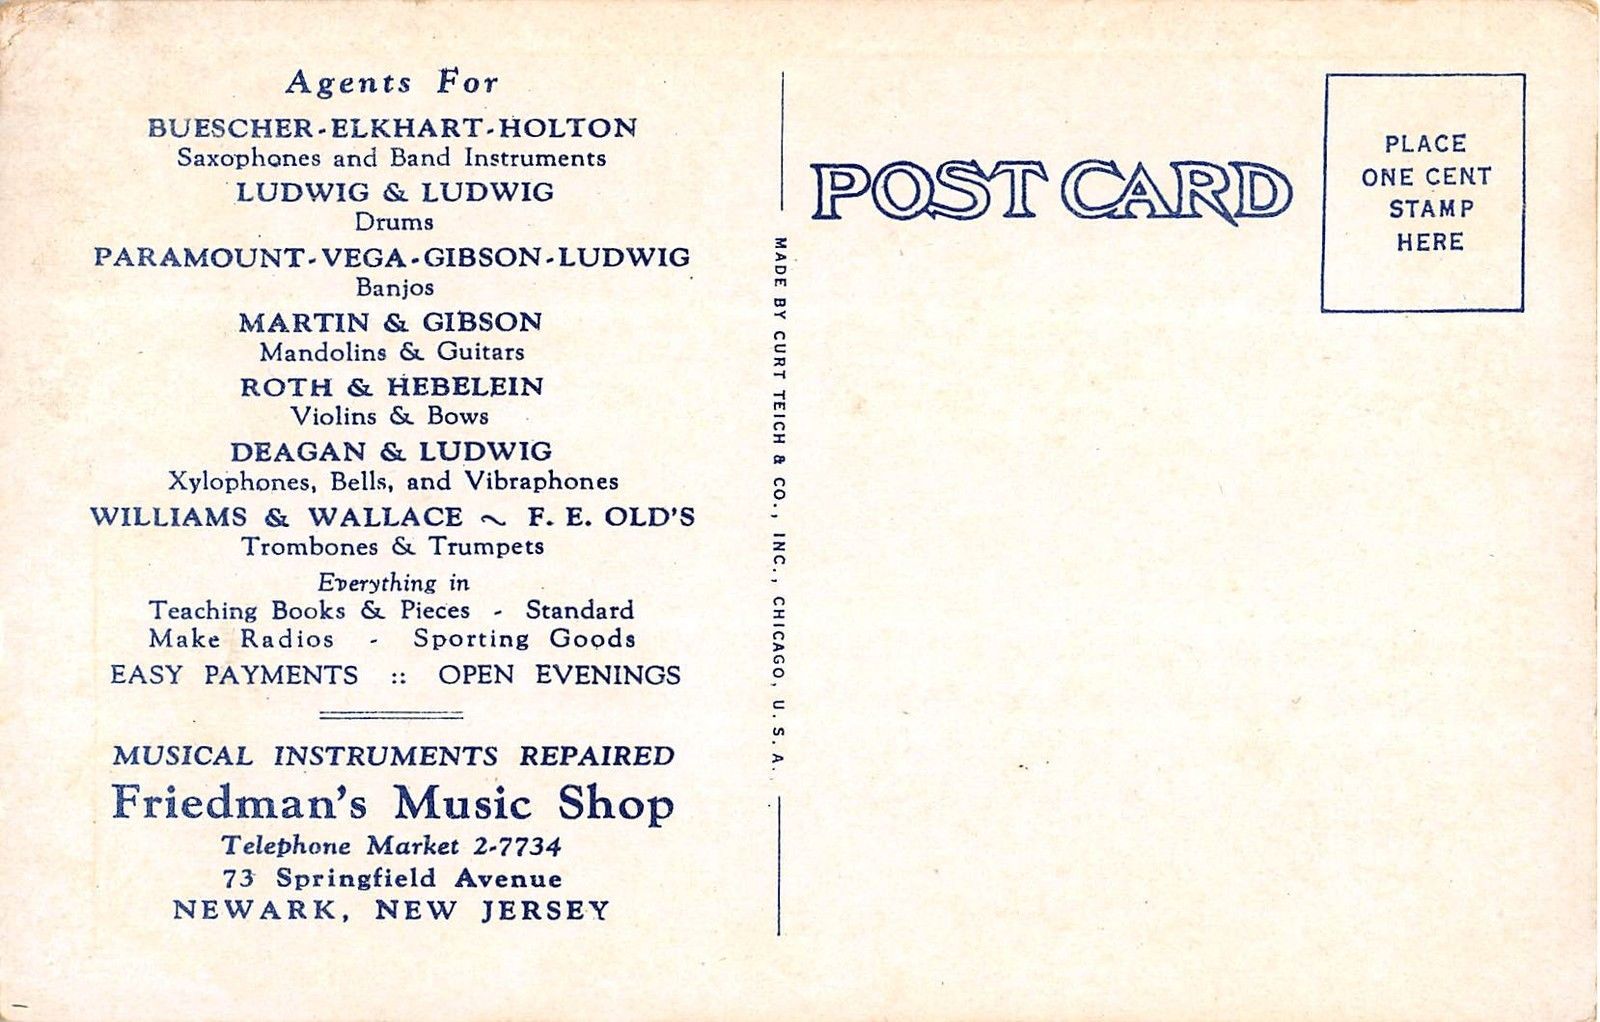 Agents For
BUESCHER-ELKHART-HOLTON
Saxophones and Band Instruments
LUDWIG & LUDWIG
Drums
PARAMOUNT-VEGA-GIBSON-LUDWIG
Banjos
MARTIN & GIBSON
Mandolins & Guitars
ROTH & HEBELEIN
Violins & Bows
DEAGAN & LUDWIG
Xylophones, Bells, and Vibraphones
WILLIAMS & WALLACE ~ F. E. OLD'S
Trombones & Trumpets
Everything in
Teaching Books & Pieces - Standard
Make Radios - Sporting Goods
EASY PAYMENTS :: OPEN EVENINGS
MUSICAL INSTRUMENTS REPAIRED
Friedman's Music Shop
Telephone Market 2-7734
73 Springfield Avenue
NEWARK, NEW JERSEY
MADE BY CURT TEICH & CO., INC., CHICAGO, U. S. A.
POST CARD
PLACE
ONE CENT
STAMP
HERE